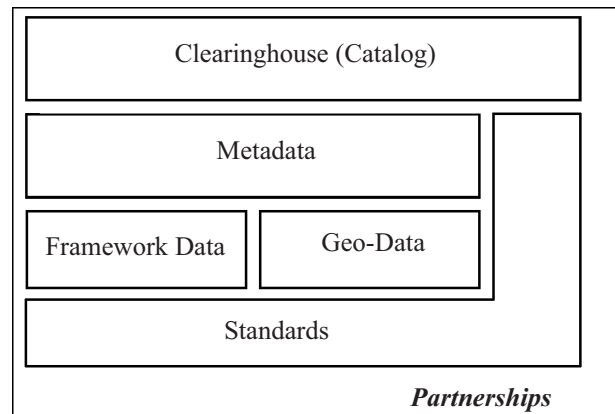 Clearinghouse (Catalog)
Metadata
Framework Data
Geo-Data
Standards
Partnerships